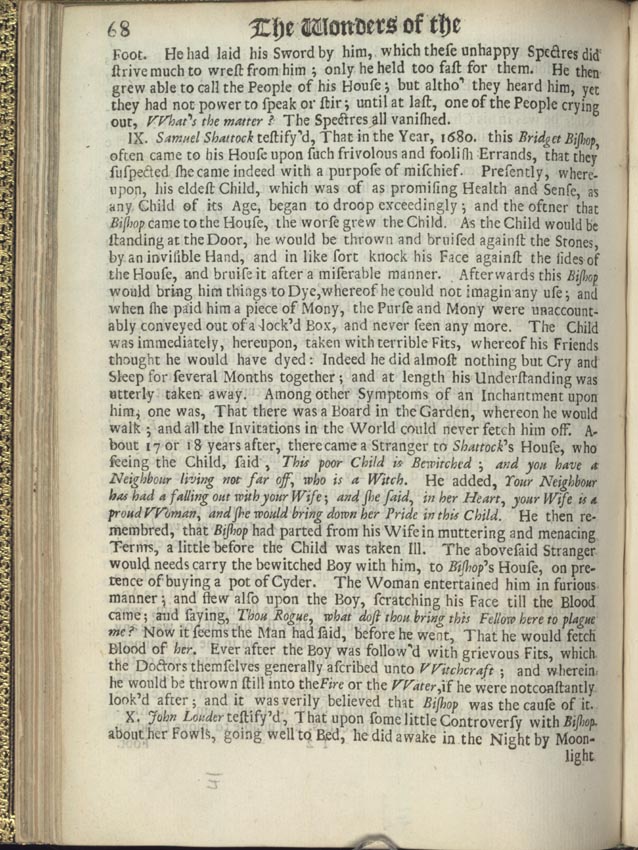 68 The Wonders of the
Foot. He had laid his Sword by him, which theſe unhappy Spectres did
ſtrive much to wreſt from him ; only he held too faſt for them. He then
grew able to call the People of his Houſe ; but altho' they heard him, yet
they had not power to ſpeak or ſtir ; until at laſt, one of the People crying
out, VVhat's the matter ? The Spectres all vaniſhed.
IX. Samuel Shattock teſtify'd, That in the Year, 1680. this Bridget Biſhop,
often came to his Houſe upon ſuch frivolous and fooliſh Errands, that they
ſuſpected ſhe came indeed with a purpoſe of miſchief. Preſently, where-
upon, his eldeſt Child, which was of as promiſing Health and Senſe, as
any Child of its Age, began to droop exceedingly ; and the oftner that
Biſhop came to the Houſe, the worſe grew the Child. As the Child would be
ſtanding at the Door, he would be thrown and bruiſed againſt the Stones,
by an inviſible Hand, and in like ſort knock his Face againſt the ſides of
the Houſe, and bruiſe it after a miſerable manner. Afterwards this Biſhop
would bring him things to Dye,whereof he could not imagin any uſe ; and
when ſhe paid him a piece of Mony, the Purſe and Mony were unaccount-
ably conveyed out of a lock'd Box, and never ſeen any more. The Child
was immediately, hereupon, taken with terrible Fits, whereof his Friends
thought he would have dyed : Indeed he did almoſt nothing but Cry and
Sleep for ſeveral Months together ; and at length his Underſtanding was
utterly taken away. Among other Symptoms of an Inchantment upon
him, one was, That there was a Board in the Garden, whereon he would
walk ; and all the Invitations in the World could never fetch him off. A-
bout 17 or 18 years after, there came a Stranger to Shattock's Houſe, who
ſeeing the Child, ſaid , This poor Child is Bewitched ; and you have a
Neighbour living not far off, who is a Witch. He added, Your Neighbour
has had a falling out with your Wife ; and ſhe ſaid, in her Heart, your Wife is a
proud VVoman, and ſhe would bring down her Pride in this Child. He then re-
membred, that Biſhop had parted from his Wife in muttering and menacing
Terms, a little before the Child was taken Ill. The aboveſaid Stranger
would needs carry the bewitched Boy with him, to Biſhop's Houſe, on pre-
tence of buying a pot of Cyder. The Woman entertained him in furious
manner ; and flew alſo upon the Boy, ſcratching his Face till the Blood
came ; and ſaying, Thou Rogue, what doſt thou bring this Fellow here to plague
me ? Now it ſeems the Man had ſaid, before he went, That he would fetch
Blood of her. Ever after the Boy was follow'd with grievous Fits, which
the Doctors themſelves generally aſcribed unto VVitchcraft ; and wherein
he would be thrown ſtill into the Fire or the VVater,if he were not conſtantly
look'd after ; and it was verily believed that Biſhop was the cauſe of it.
X. John Louder teſtify'd, That upon ſome little Controverſy with Biſhop
about her Fowls, going well to Bed, he did awake in the Night by Moon-
light